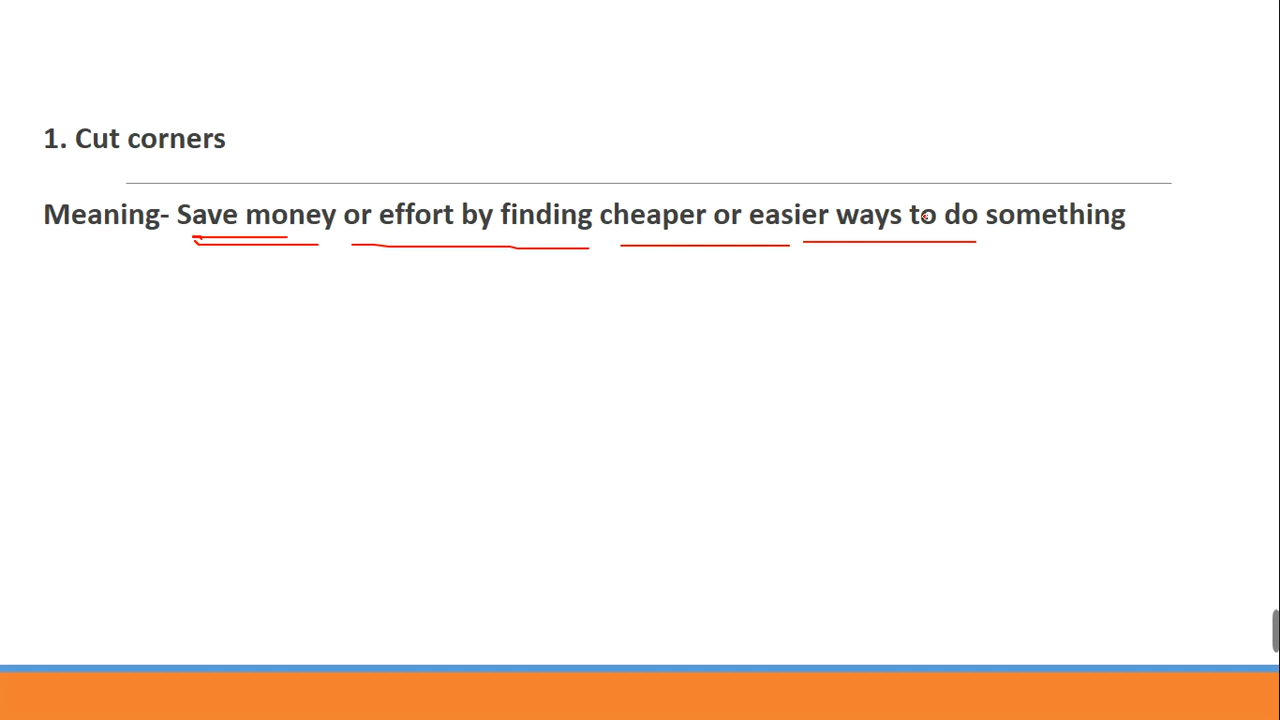 1. Cut corners
Meaning- Save money or effort by finding cheaper or easier ways to do something